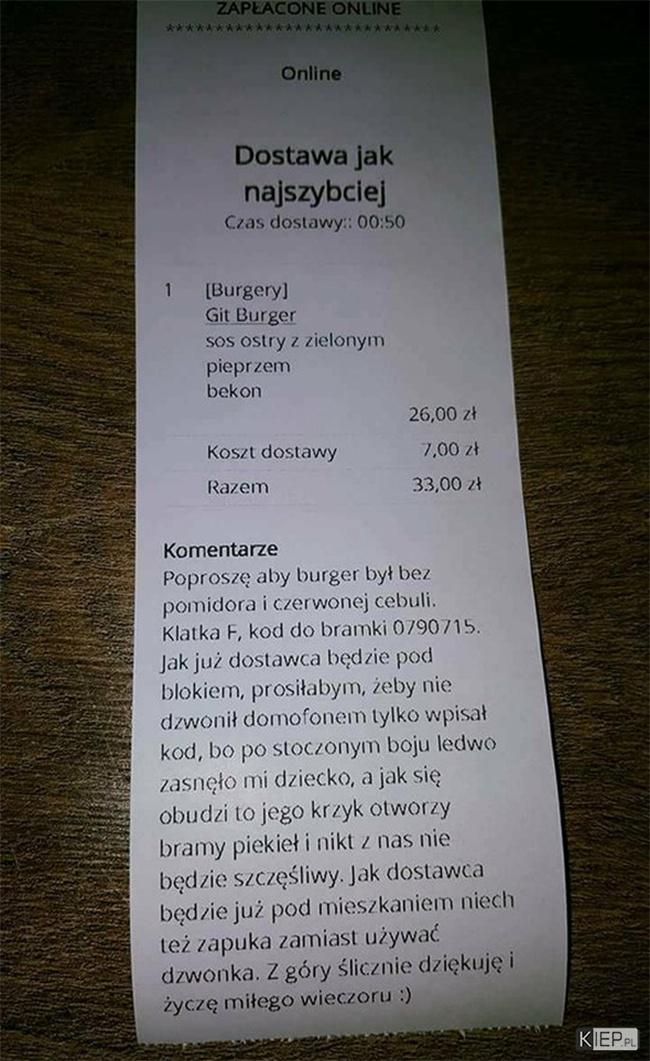 ZAPŁACONE ONLINE
****************************
Online
Dostawa jak
najszybciej
Czas dostawy:: 00:50
1 [Burgery]
Git Burger
sos ostry z zielonym
pieprzem
bekon
26,00 zł
Koszt dostawy 7,00 zł
Razem 33,00 zł
Komentarze
Poproszę aby burger był bez
pomidora i czerwonej cebuli.
Klatka F, kod do bramki 0790715.
Jak już dostawca będzie pod
blokiem, prosiłabym, żeby nie
dzwonił domofonem tylko wpisał
kod, bo po stoczonym boju ledwo
zasnęło mi dziecko, a jak się
obudzi to jego krzyk otworzy
bramy piekieł i nikt z nas nie
będzie szczęśliwy. Jak dostawca
będzie już pod mieszkaniem niech
też zapuka zamiast używać
dzwonka. Z góry ślicznie dziękuję i
życzę miłego wieczoru :)
KIEP.PL